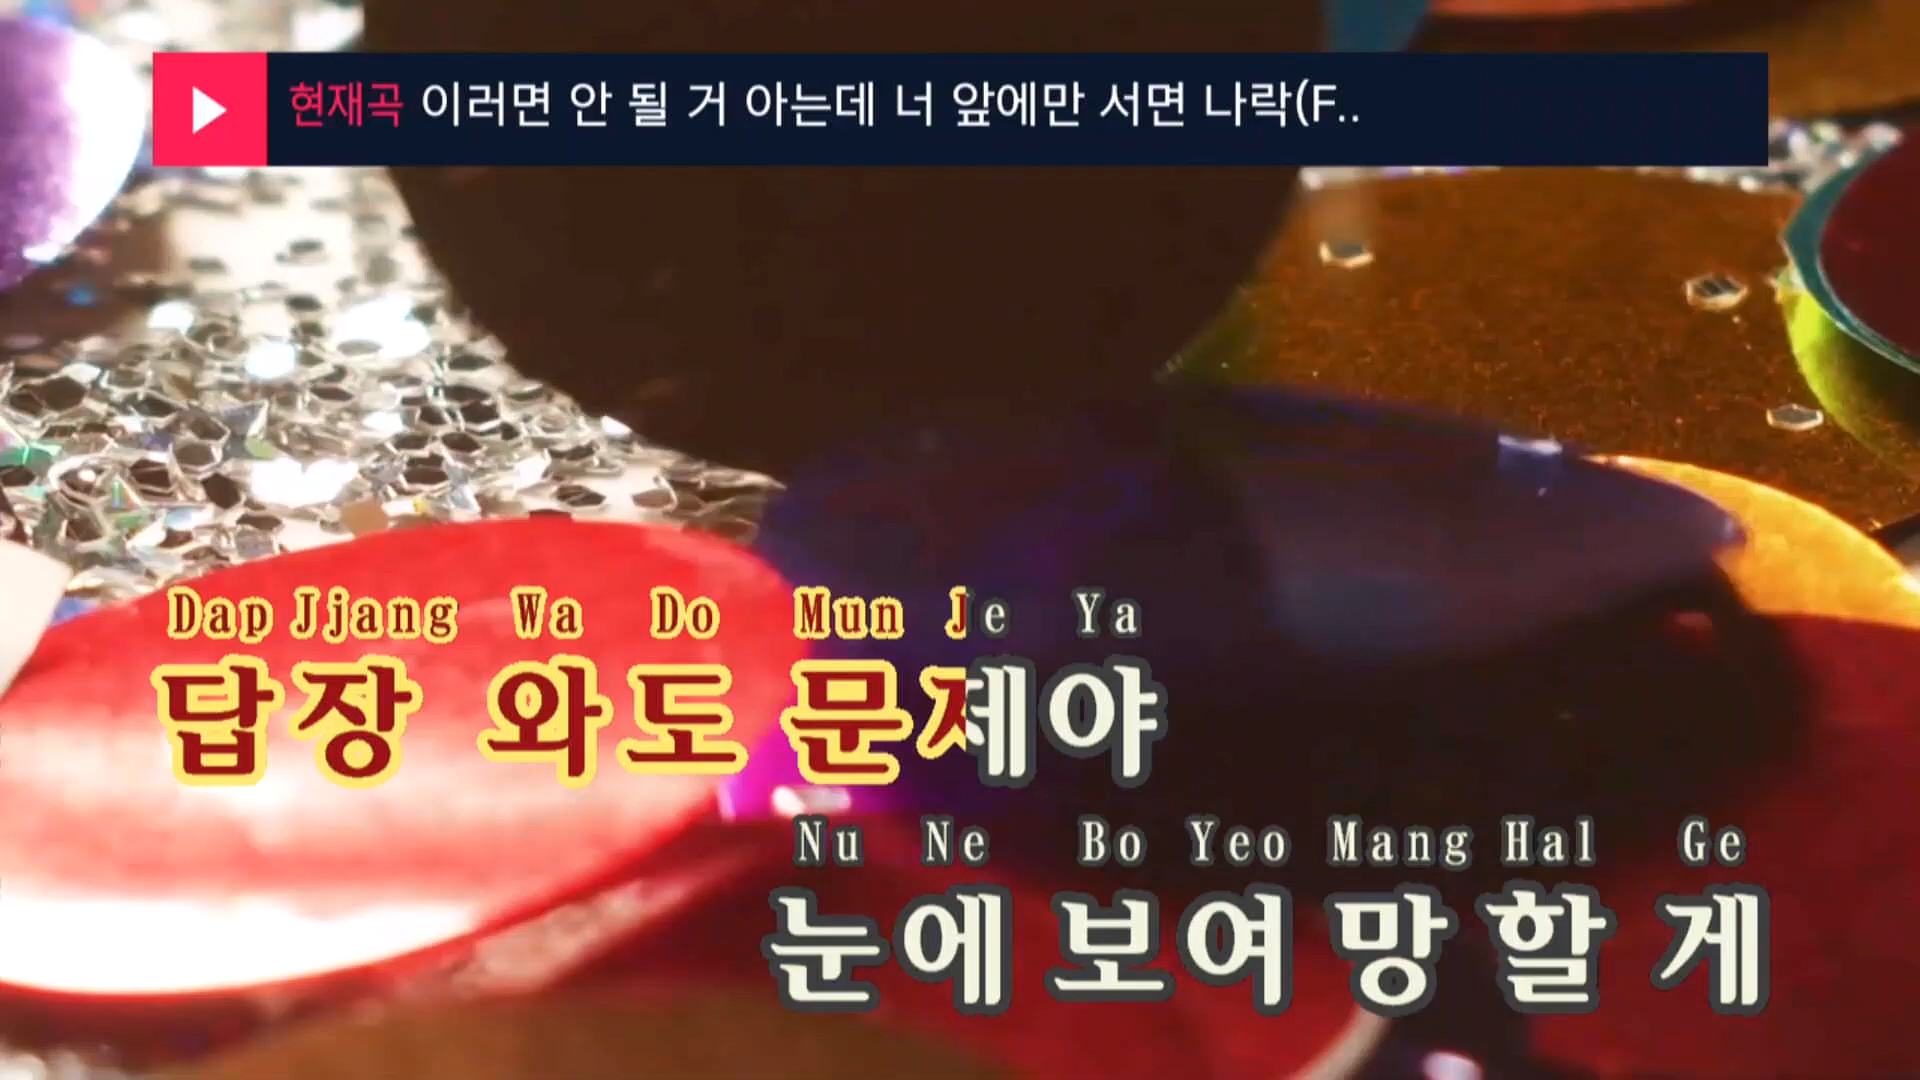 현재곡 이러면 안 될 거 아는데 너 앞에만 서면 나락(F..
Dap Jjang Wa Do Mun Je Ya
답장 와도 문제야
Nu Ne Bo Yeo Mang Hal Ge
눈에 보여 망할 게